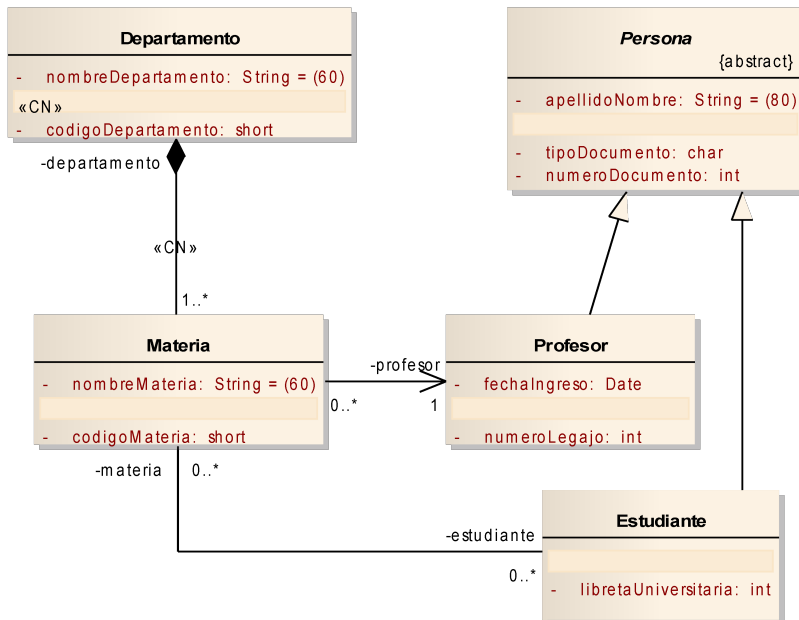 Departamento
- nombreDepartamento: String = (60)
«CN»
- codigoDepartamento: short
Persona
{abstract}
- apellidoNombre: String = (80)
- tipoDocumento: char
- numeroDocumento: int
-departamento
«CN»
1..*
Materia
- nombreMateria: String = (60)
- codigoMateria: short
-profesor
0..*
1
Profesor
- fechaIngreso: Date
- numeroLegajo: int
-materia
0..*
-estudiante
0..*
Estudiante
- libretaUniversitaria: int